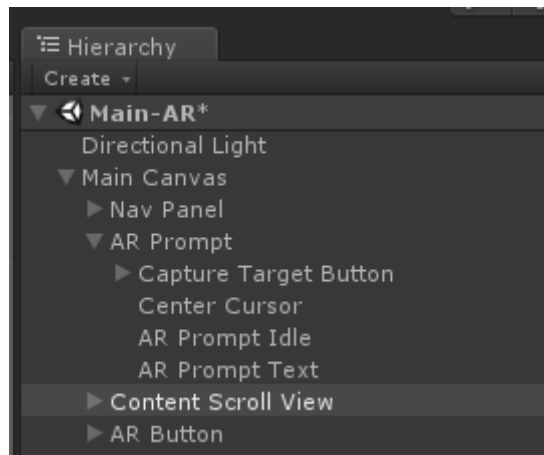 Hierarchy
Create
Main-AR*
Directional Light
Main Canvas
Nav Panel
AR Prompt
Capture Target Button
Center Cursor
AR Prompt Idle
AR Prompt Text
Content Scroll View
AR Button